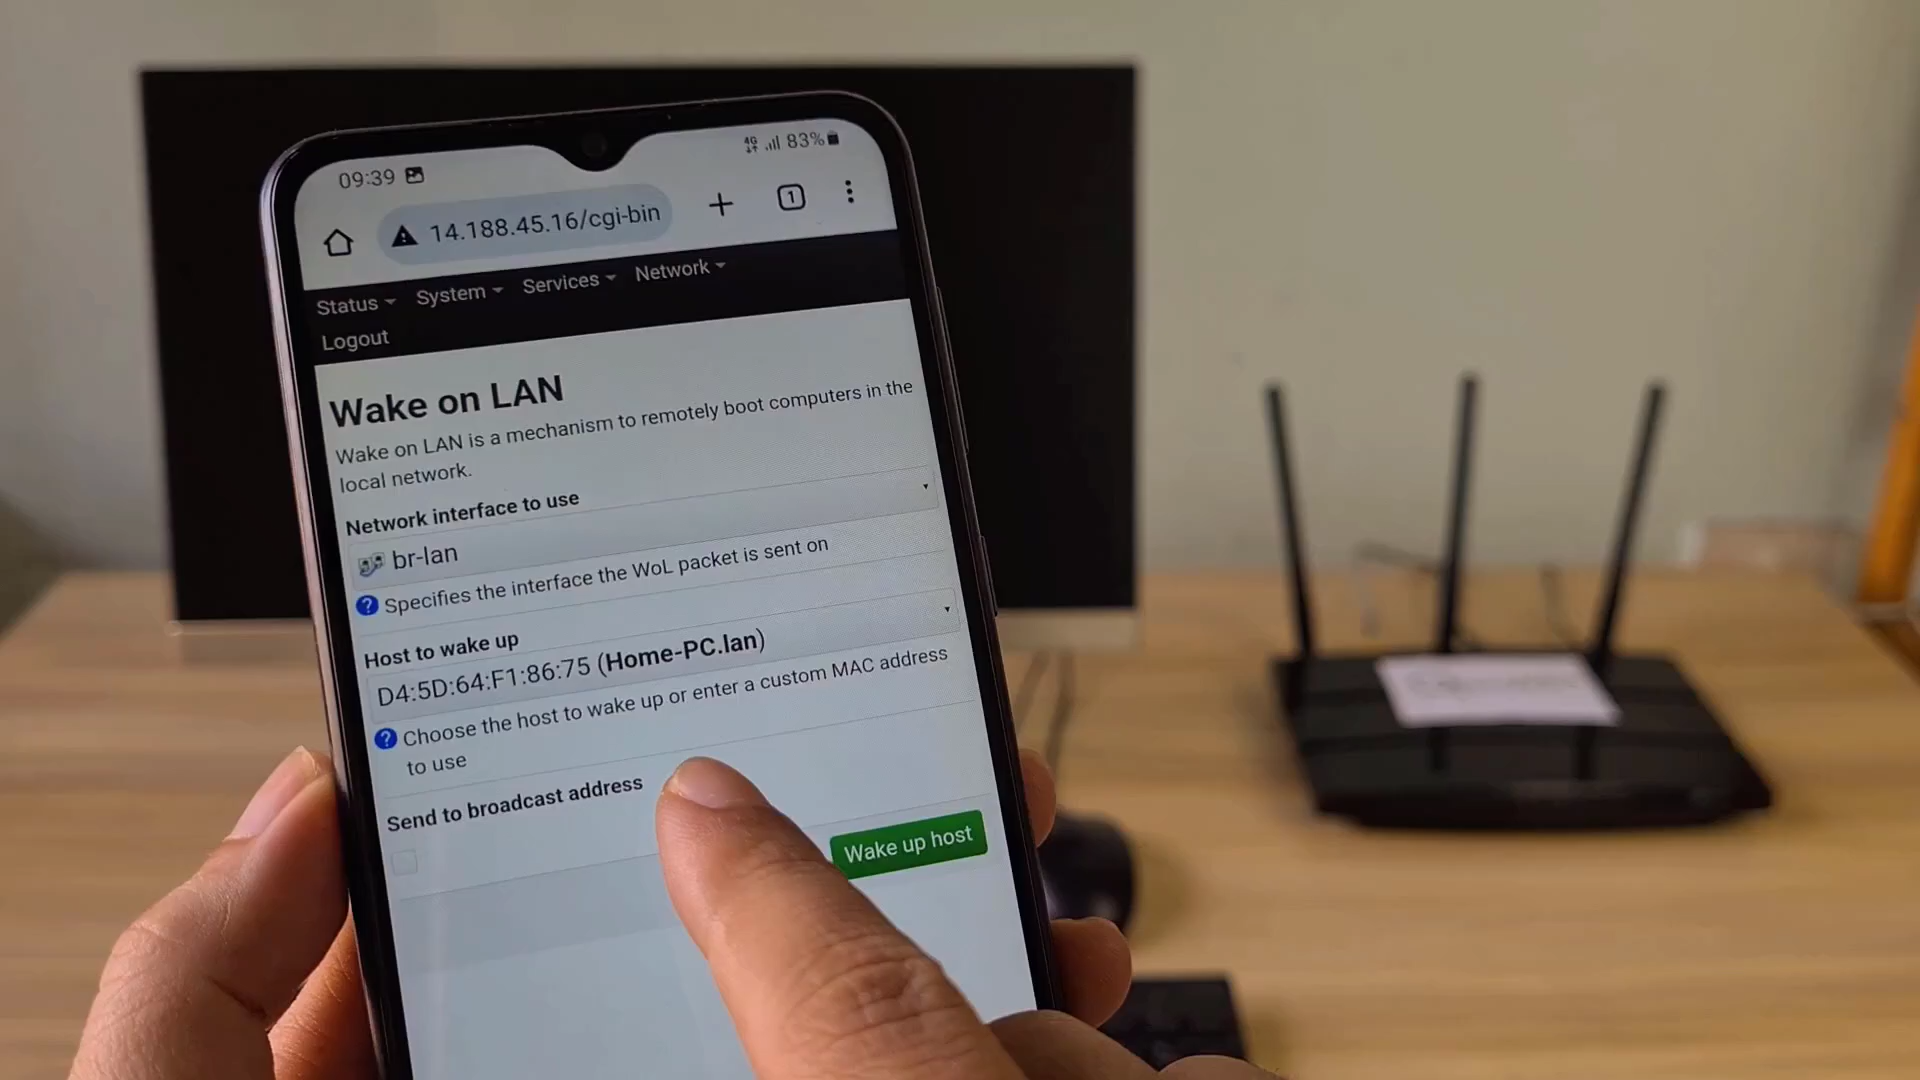 09:39
4G
83%
14.188.45.16/cgi-bin
1
Status System Services Network
Logout
Wake on LAN
Wake on LAN is a mechanism to remotely boot computers in the
local network.
Network interface to use
br-lan
? Specifies the interface the WoL packet is sent on
Host to wake up
D4:5D:64:F1:86:75 (Home-PC.lan)
? Choose the host to wake up or enter a custom MAC address
to use
Send to broadcast address
Wake up host